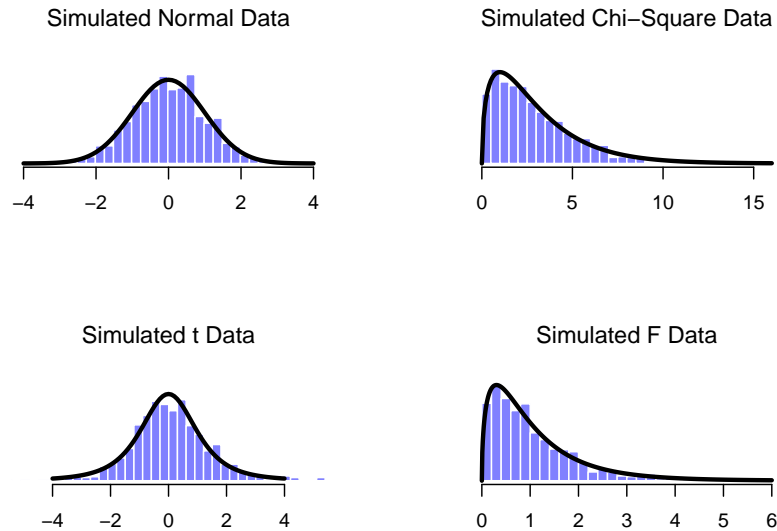 Simulated Normal Data
−4 −2 0 2 4
Simulated Chi−Square Data
0 5 10 15
Simulated t Data
−4 −2 0 2 4
Simulated F Data
0 1 2 3 4 5 6